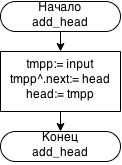 Начало
add_head
tmpp:= input
tmpp^.next:= head
head:= tmpp
Конец
add_head